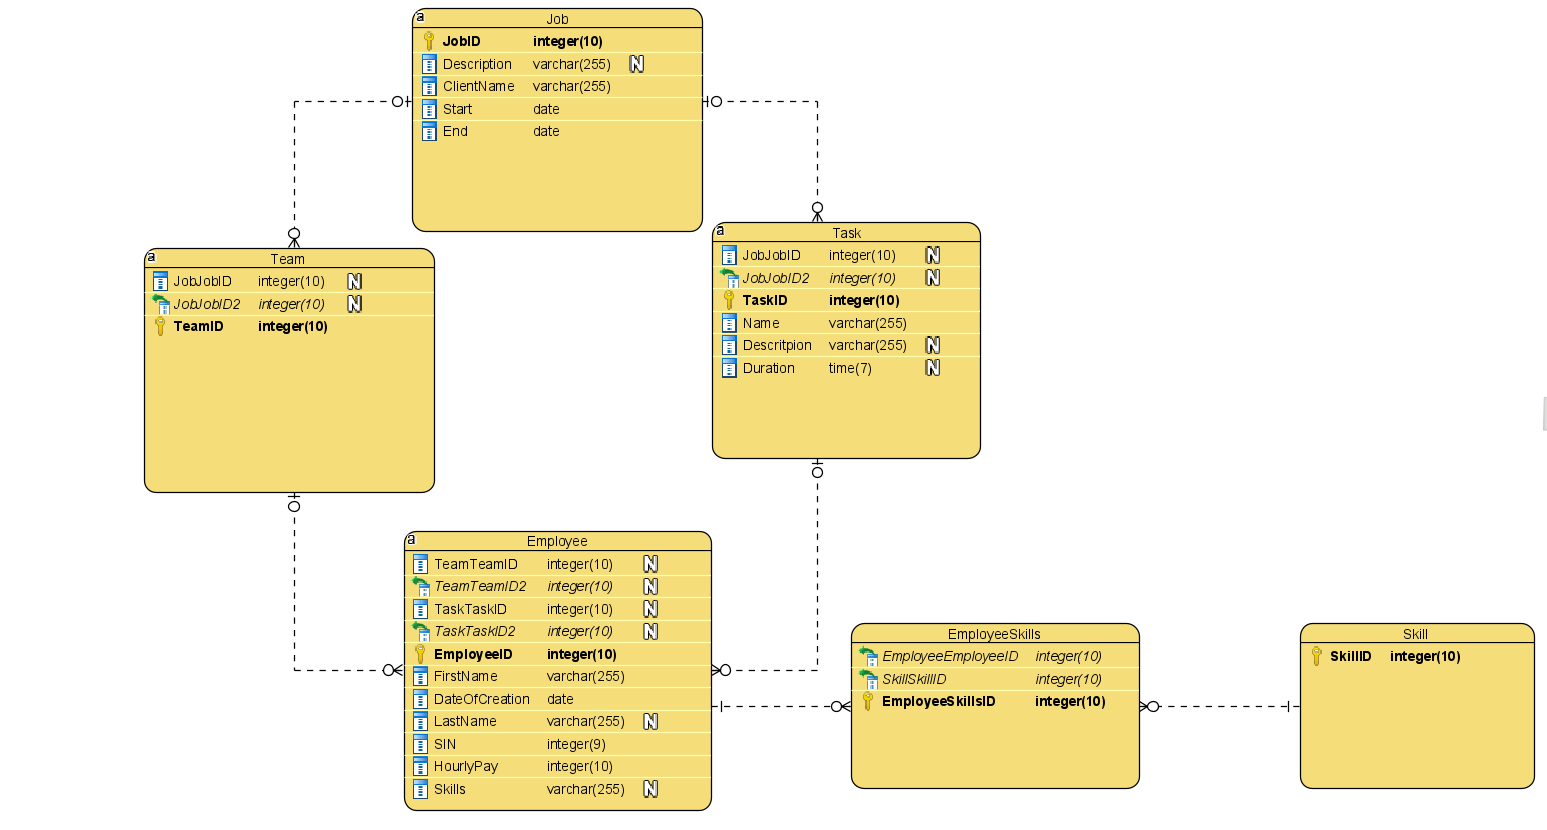 a Job
JobID integer(10)
Description varchar(255) N
ClientName varchar(255)
Start date
End date
a Team
JobJobID integer(10) N
JobJobID2 integer(10) N
TeamID integer(10)
a Task
JobJobID integer(10) N
JobJobID2 integer(10) N
TaskID integer(10)
Name varchar(255)
Descritpion varchar(255) N
Duration time(7) N
a Employee
TeamTeamID integer(10) N
TeamTeamID2 integer(10) N
TaskTaskID integer(10) N
TaskTaskID2 integer(10) N
EmployeeID integer(10)
FirstName varchar(255)
DateOfCreation date
LastName varchar(255) N
SIN integer(9)
HourlyPay integer(10)
Skills varchar(255) N
EmployeeSkills
EmployeeEmployeeID integer(10)
SkillSkillID integer(10)
EmployeeSkillsID integer(10)
Skill
SkillID integer(10)